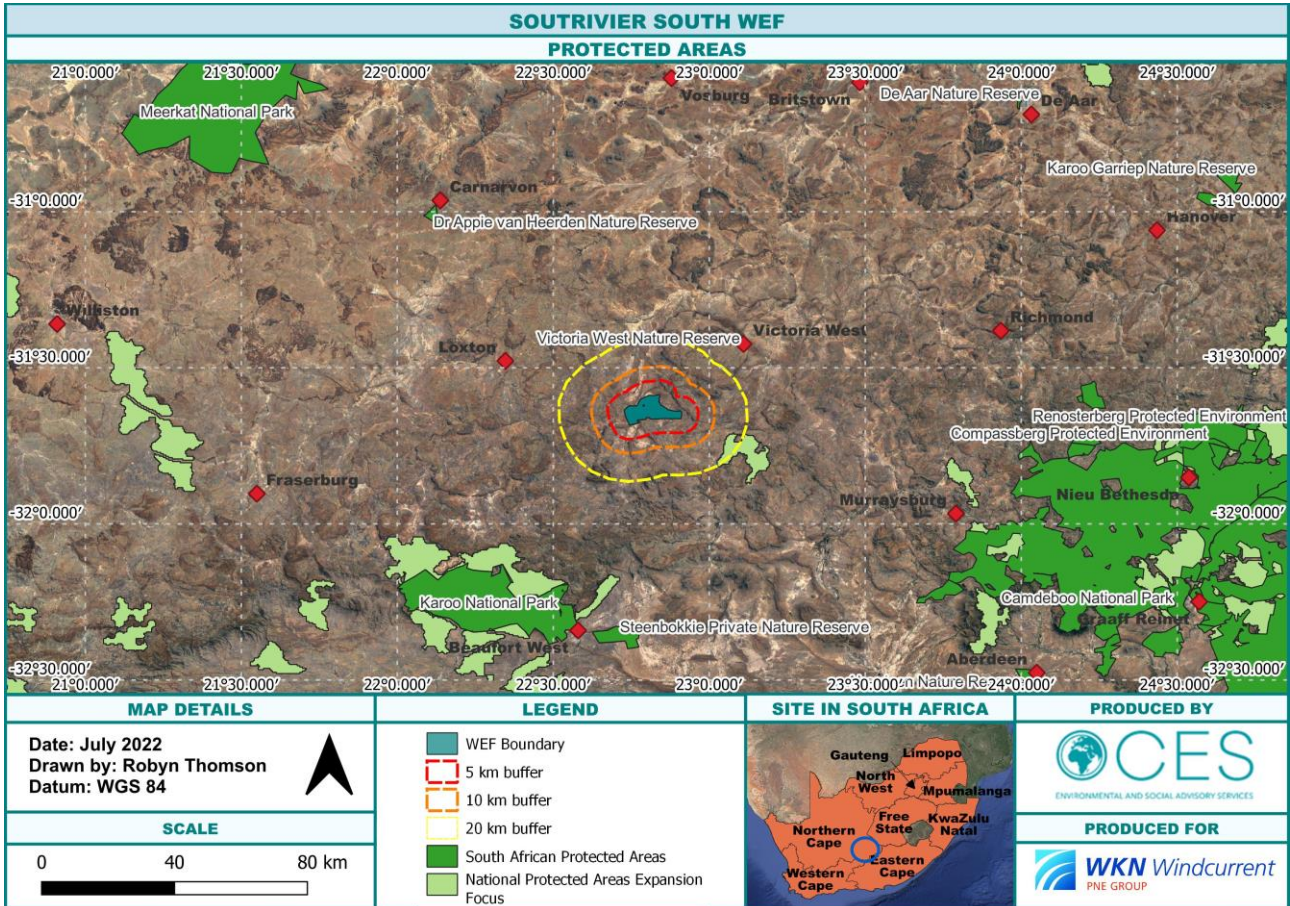 SOUTRIVIER SOUTH WEF
PROTECTED AREAS
21°0.000′ 21°30.000′ 22°0.000′ 22°30.000′ 23°0.000′ 23°30.000′ 24°0.000′ 24°30.000′
Meerkat National Park
Vosburg
Britstown
De Aar Nature Reserve
De Aar
Karoo Garriep Nature Reserve
-31°0.000′
Carnarvon
Dr Appie van Heerden Nature Reserve
-31°0.000′
Hanover
Williston
Loxton
Victoria West Nature Reserve
Victoria West
Richmond
-31°30.000′
-31°30.000′
Renosterberg Protected Environment
Compassberg Protected Environment
Fraserburg
Murraysburg
Nieu Bethesda
-32°0.000′
-32°0.000′
Karoo National Park
Beaufort West
Steenbokkie Private Nature Reserve
Camdeboo National Park
Graaff Reinet
Aberdeen
-32°30.000′
-32°30.000′
21°0.000′ 21°30.000′ 22°0.000′ 22°30.000′ 23°0.000′ 23°30.000′ 24°0.000′ 24°30.000′
Nature Re
MAP DETAILS
Date: July 2022
Drawn by: Robyn Thomson
Datum: WGS 84
SCALE
0 40 80 km
LEGEND
WEF Boundary
5 km buffer
10 km buffer
20 km buffer
South African Protected Areas
National Protected Areas Expansion
Focus
SITE IN SOUTH AFRICA
Limpopo
Gauteng
North
West
Mpumalanga
Free
State
KwaZulu
Natal
Northern
Cape
Eastern
Cape
Western
Cape
PRODUCED BY
CES
ENVIRONMENTAL AND SOCIAL ADVISORY SERVICES
PRODUCED FOR
WKN Windcurrent
PNE GROUP